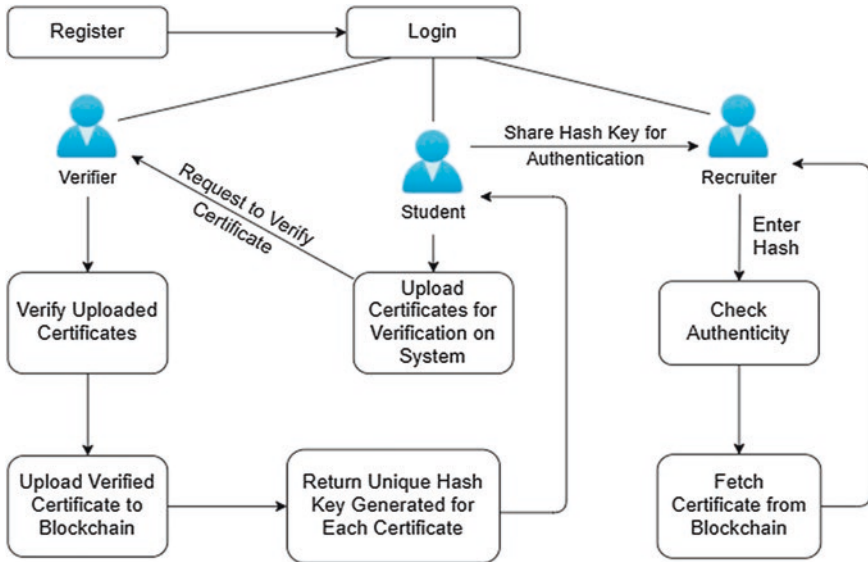 Register
Login
Share Hash Key for
Authentication
Verifier
Student
Recruiter
Request to Verify
Certificate
Enter
Hash
Verify Uploaded
Certificates
Upload
Certificates for
Verification on
System
Check
Authenticity
Upload Verified
Certificate to
Blockchain
Return Unique Hash
Key Generated for
Each Certificate
Fetch
Certificate from
Blockchain